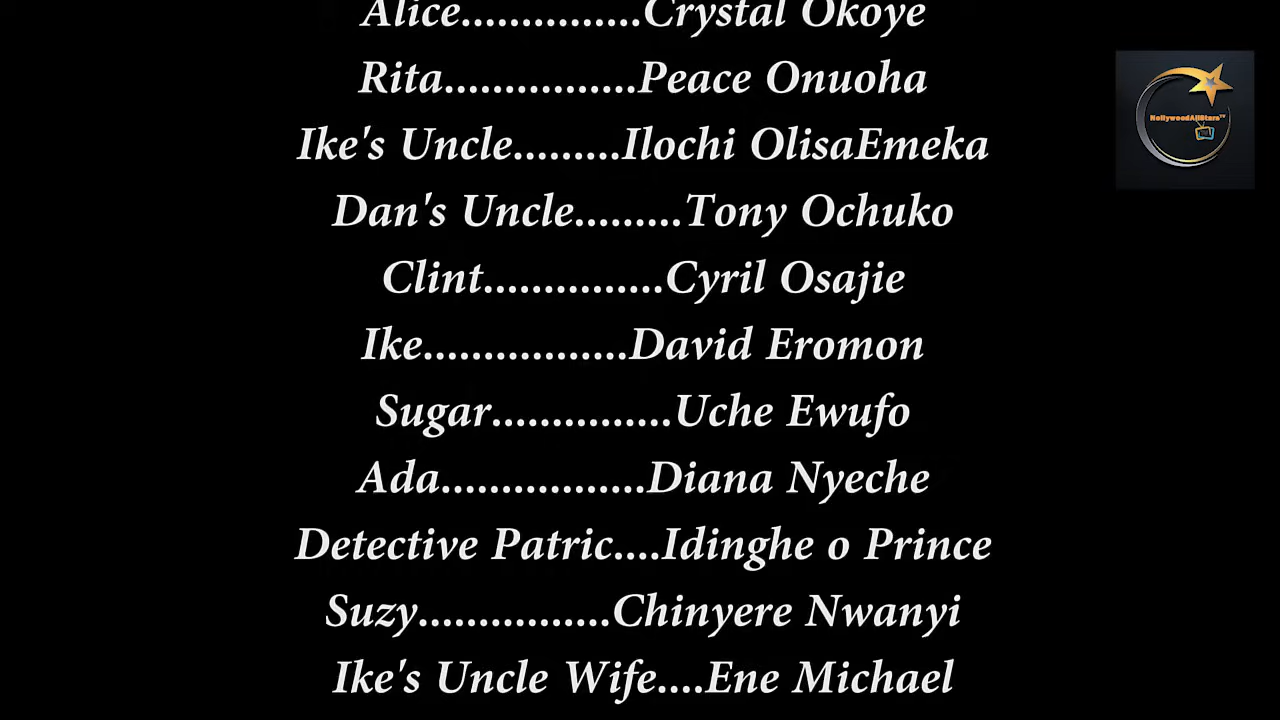 Alice...............Crystal Okoye
Rita................Peace Onuoha
NollywoodAllStarsTV
Ike's Uncle.........Ilochi OlisaEmeka
Dan's Uncle.........Tony Ochuko
Clint...............Cyril Osajie
Ike.................David Eromon
Sugar...............Uche Ewufo
Ada.................Diana Nyeche
Detective Patric....Idinghe o Prince
Suzy................Chinyere Nwanyi
Ike's Uncle Wife....Ene Michael